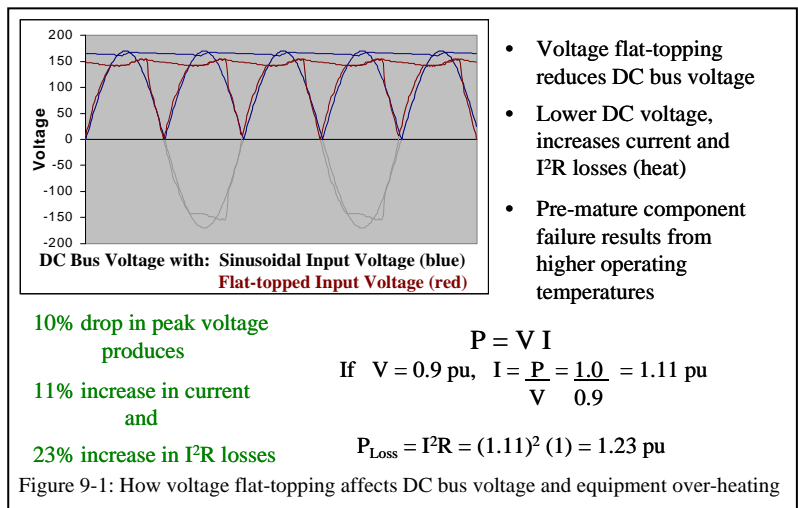 200
150
100
50
0
-50
-100
-150
-200
Voltage
DC Bus Voltage with: Sinusoidal Input Voltage (blue)
Flat-topped Input Voltage (red)
• Voltage flat-topping
reduces DC bus voltage
• Lower DC voltage,
increases current and
I²R losses (heat)
• Pre-mature component
failure results from
higher operating
temperatures
10% drop in peak voltage
produces
11% increase in current
and
23% increase in I²R losses
P = V I
If V = 0.9 pu, I = P/V = 1.0/0.9 = 1.11 pu
P_Loss = I²R = (1.11)² (1) = 1.23 pu
Figure 9-1: How voltage flat-topping affects DC bus voltage and equipment over-heating